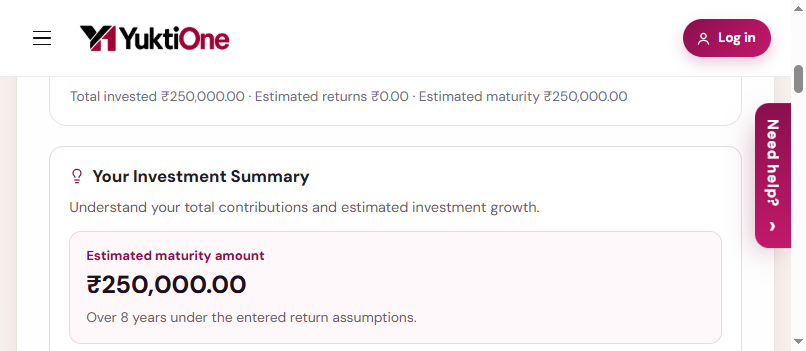 YuktiOne
Log in
Total invested ₹250,000.00 · Estimated returns ₹0.00 · Estimated maturity ₹250,000.00
Need help? ›
Your Investment Summary
Understand your total contributions and estimated investment growth.
Estimated maturity amount
₹250,000.00
Over 8 years under the entered return assumptions.